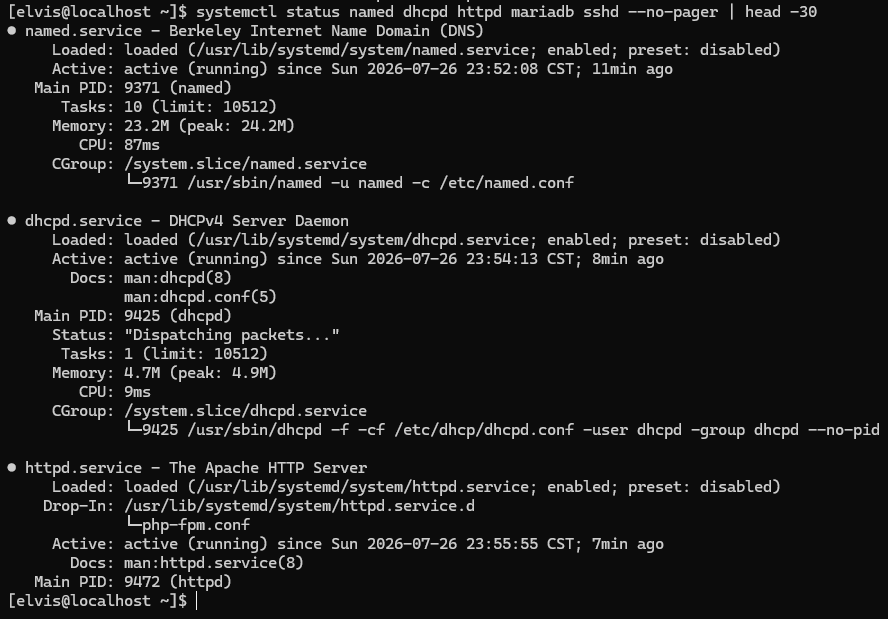 [elvis@localhost ~]$ systemctl status named dhcpd httpd mariadb sshd --no-pager | head -30
● named.service - Berkeley Internet Name Domain (DNS)
     Loaded: loaded (/usr/lib/systemd/system/named.service; enabled; preset: disabled)
     Active: active (running) since Sun 2026-07-26 23:52:08 CST; 11min ago
   Main PID: 9371 (named)
      Tasks: 10 (limit: 10512)
     Memory: 23.2M (peak: 24.2M)
        CPU: 87ms
     CGroup: /system.slice/named.service
             └─9371 /usr/sbin/named -u named -c /etc/named.conf

● dhcpd.service - DHCPv4 Server Daemon
     Loaded: loaded (/usr/lib/systemd/system/dhcpd.service; enabled; preset: disabled)
     Active: active (running) since Sun 2026-07-26 23:54:13 CST; 8min ago
       Docs: man:dhcpd(8)
             man:dhcpd.conf(5)
   Main PID: 9425 (dhcpd)
     Status: "Dispatching packets..."
      Tasks: 1 (limit: 10512)
     Memory: 4.7M (peak: 4.9M)
        CPU: 9ms
     CGroup: /system.slice/dhcpd.service
             └─9425 /usr/sbin/dhcpd -f -cf /etc/dhcp/dhcpd.conf -user dhcpd -group dhcpd --no-pid

● httpd.service - The Apache HTTP Server
     Loaded: loaded (/usr/lib/systemd/system/httpd.service; enabled; preset: disabled)
    Drop-In: /usr/lib/systemd/system/httpd.service.d
             └─php-fpm.conf
     Active: active (running) since Sun 2026-07-26 23:55:55 CST; 7min ago
       Docs: man:httpd.service(8)
   Main PID: 9472 (httpd)
[elvis@localhost ~]$